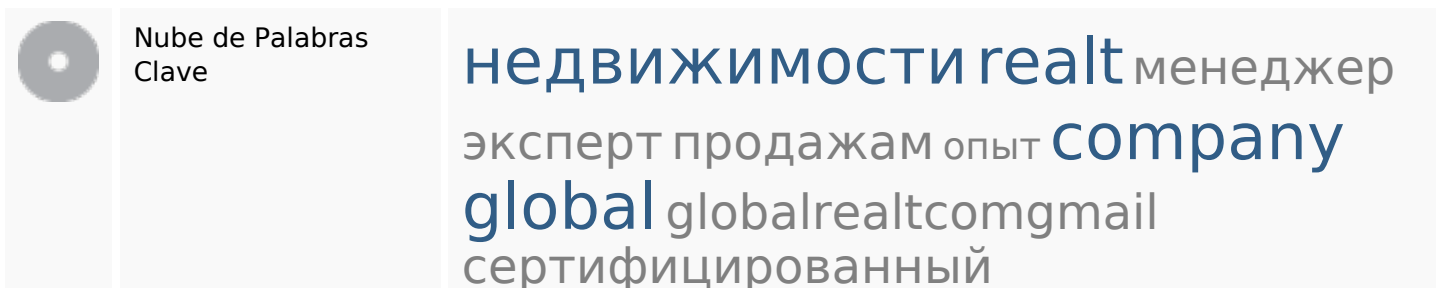 Nube de Palabras
Clave
недвижимости realt менеджер
эксперт продажам опыт company
global globalrealtcomgmail
сертифицированный